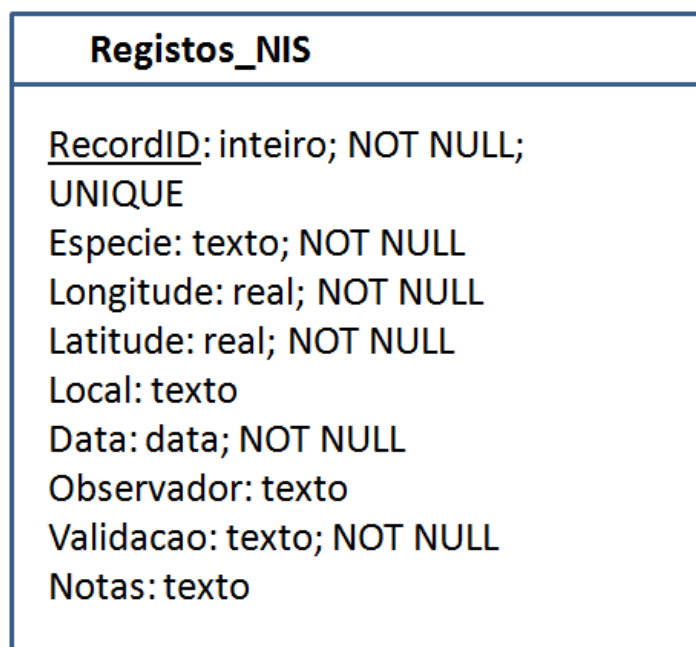 Registos_NIS
RecordID: inteiro; NOT NULL;
UNIQUE
Especie: texto; NOT NULL
Longitude: real; NOT NULL
Latitude: real; NOT NULL
Local: texto
Data: data; NOT NULL
Observador: texto
Validacao: texto; NOT NULL
Notas: texto